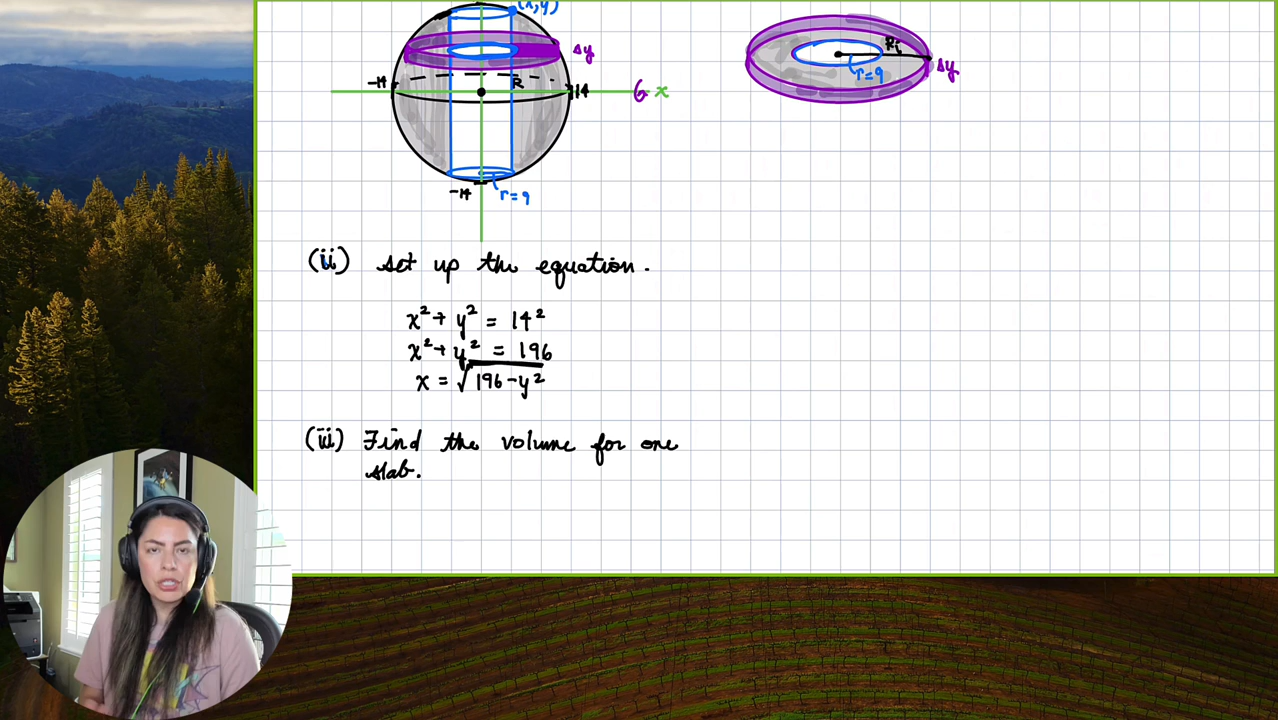 (x,y)
Δy
-14
R
14
x
-14
r=9
Ri
r=9
Δy
(ii) set up the equation.
x² + y² = 14²
x² + y² = 196
x = √196-y²
(iii) Find the volume for one
slab.